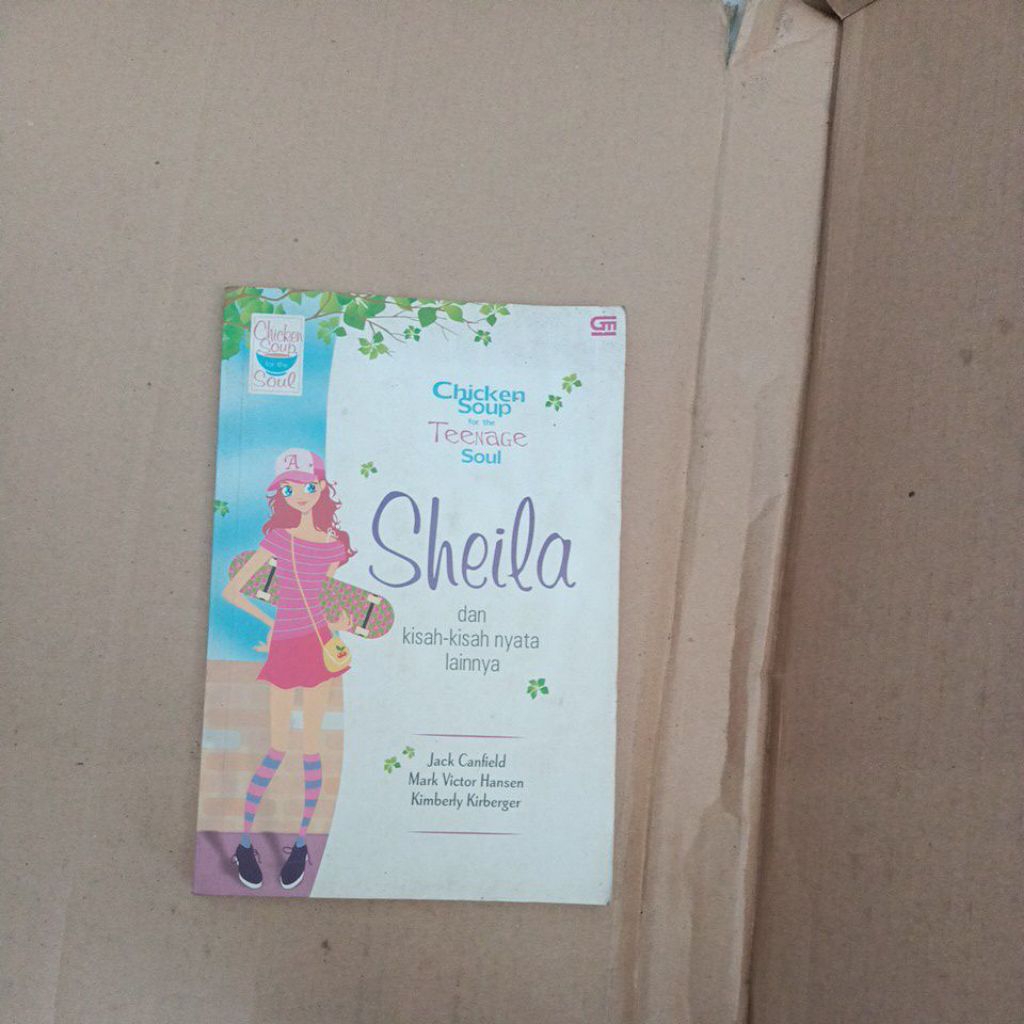 Chicken
Soup
for the
Soul
Chicken
Soup
for the
Teenage
Soul
A
Sheila
dan
kisah-kisah nyata
lainnya
Jack Canfield
Mark Victor Hansen
Kimberly Kirberger